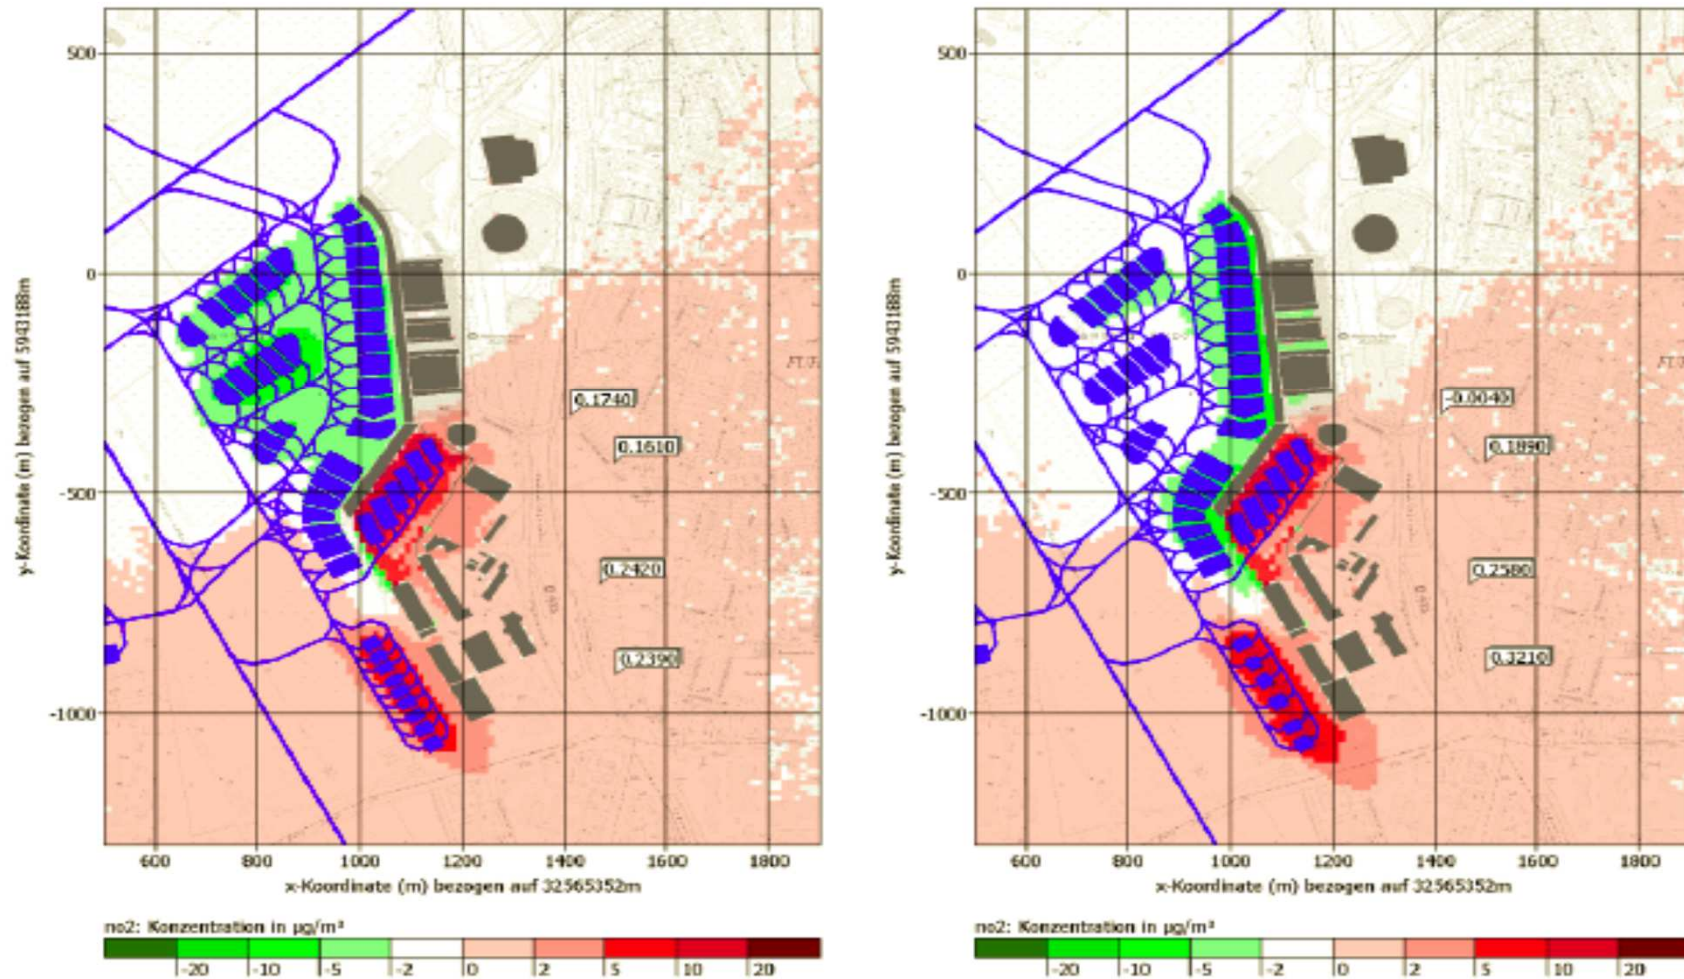 500
0
-500
-1000
y-Koordinate (m) bezogen auf 5943188m
0.1740
0.1610
0.2420
0.2390
600 800 1000 1200 1400 1600 1800
x-Koordinate (m) bezogen auf 32565352m
no2: Konzentration in µg/m³
-20 -10 -5 -2 0 2 5 10 20
500
0
-500
-1000
y-Koordinate (m) bezogen auf 5943188m
-0.0040
0.1890
0.2580
0.3210
600 800 1000 1200 1400 1600 1800
x-Koordinate (m) bezogen auf 32565352m
no2: Konzentration in µg/m³
-20 -10 -5 -2 0 2 5 10 20